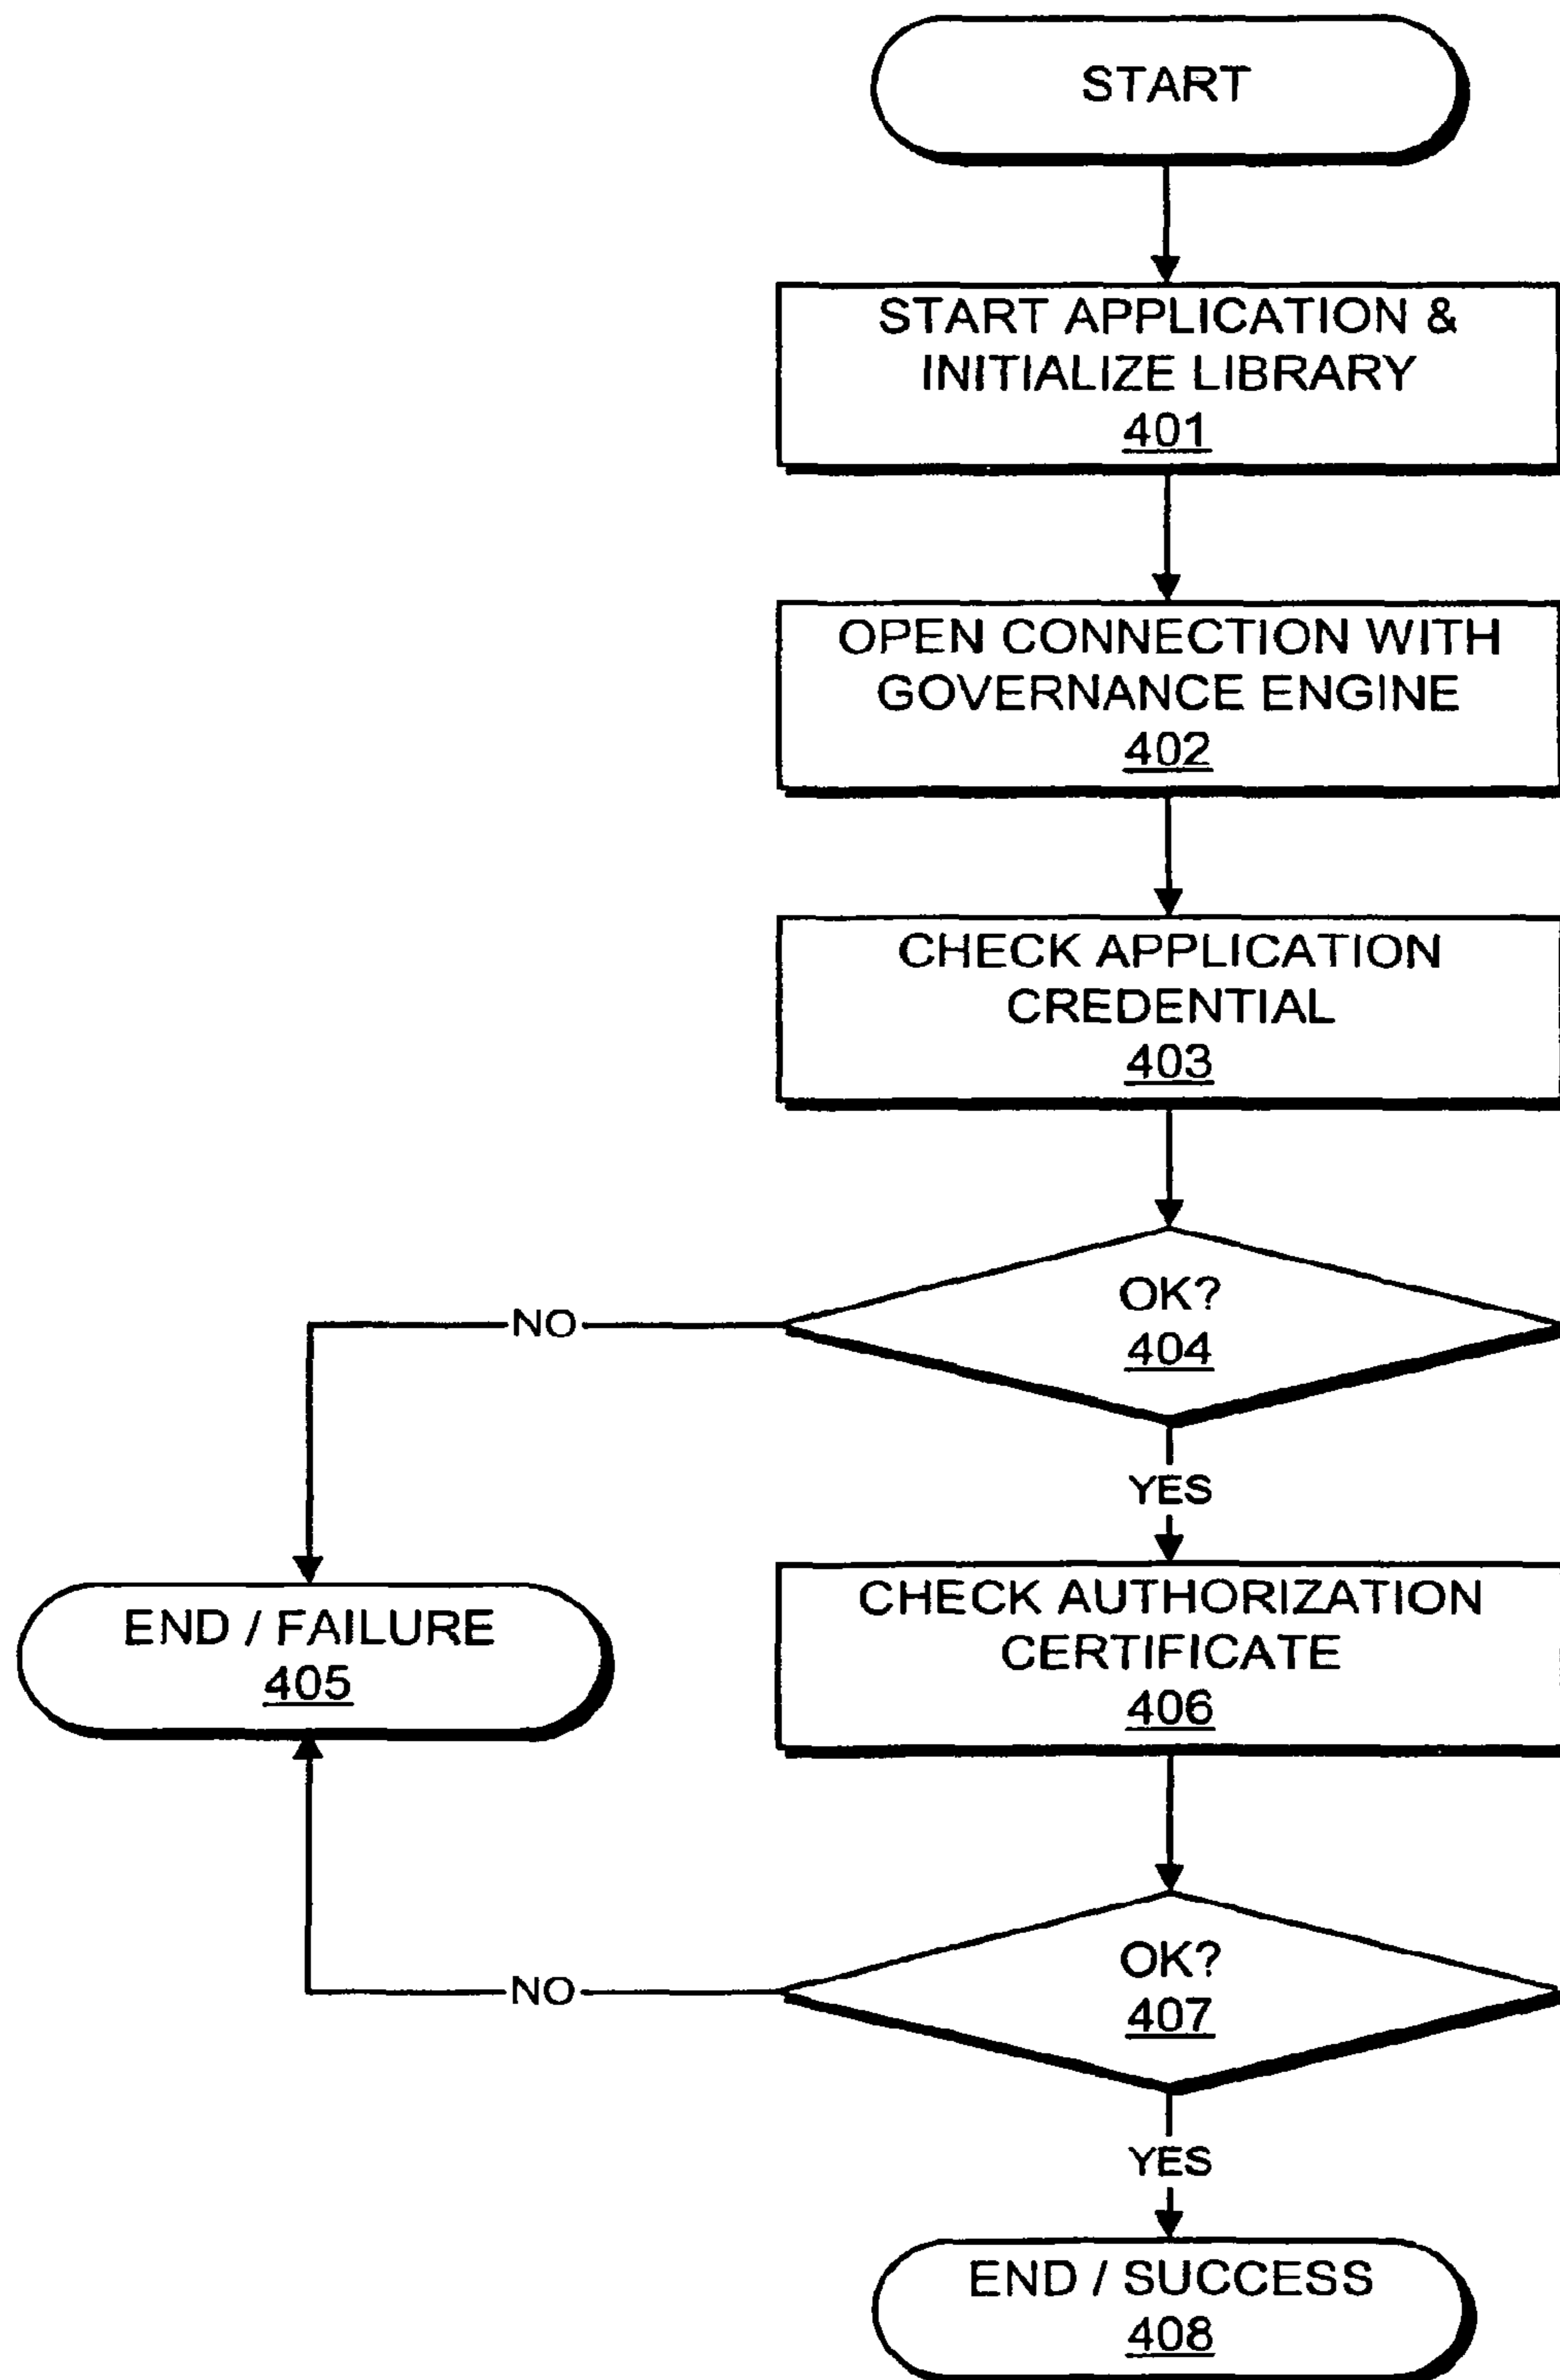 START
START APPLICATION &
INITIALIZE LIBRARY
401
OPEN CONNECTION WITH
GOVERNANCE ENGINE
402
CHECK APPLICATION
CREDENTIAL
403
OK?
404
NO
YES
END / FAILURE
405
CHECK AUTHORIZATION
CERTIFICATE
406
OK?
407
NO
YES
END / SUCCESS
408